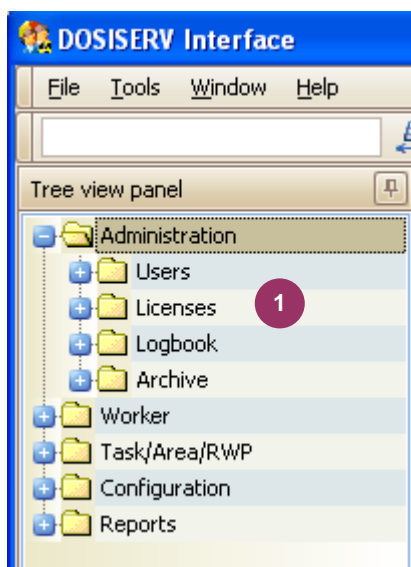 DOSISERV Interface
File Tools Window Help
Tree view panel
Administration
Users
Licenses 1
Logbook
Archive
Worker
Task/Area/RWP
Configuration
Reports